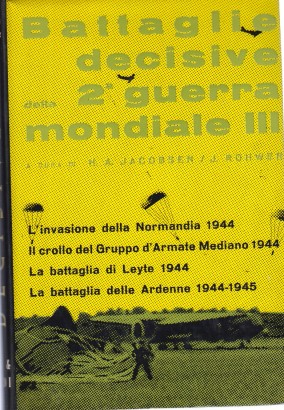 Battaglie
decisive
della 2ª guerra
mondiale III
a cura di H. A. JACOBSEN / J. ROHWER
L'invasione della Normandia 1944
Il crollo del Gruppo d'Armate Mediano 1944
La battaglia di Leyte 1944
La battaglia delle Ardenne 1944-1945